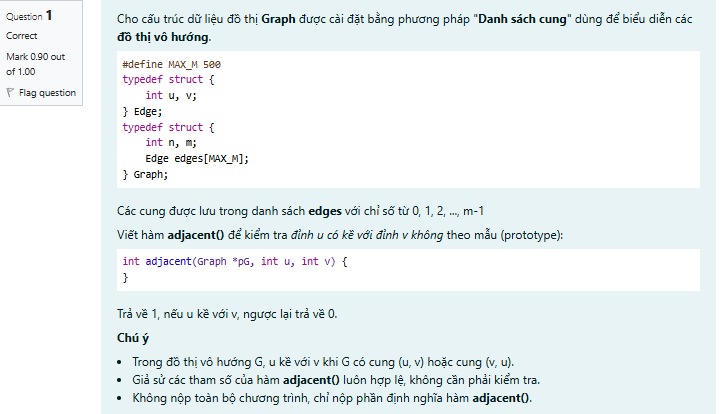 Question 1
Correct
Mark 0.90 out
of 1.00
Flag question
Cho cấu trúc dữ liệu đồ thị Graph được cài đặt bằng phương pháp "Danh sách cung" dùng để biểu diễn các
đồ thị vô hướng.
#define MAX_M 500
typedef struct {
    int u, v;
} Edge;
typedef struct {
    int n, m;
    Edge edges[MAX_M];
} Graph;
Các cung được lưu trong danh sách edges với chỉ số từ 0, 1, 2, ..., m-1
Viết hàm adjacent() để kiểm tra đỉnh u có kề với đỉnh v không theo mẫu (prototype):
int adjacent(Graph *pG, int u, int v) {
}
Trả về 1, nếu u kề với v, ngược lại trả về 0.
Chú ý
• Trong đồ thị vô hướng G, u kề với v khi G có cung (u, v) hoặc cung (v, u).
• Giả sử các tham số của hàm adjacent() luôn hợp lệ, không cần phải kiểm tra.
• Không nộp toàn bộ chương trình, chỉ nộp phần định nghĩa hàm adjacent().